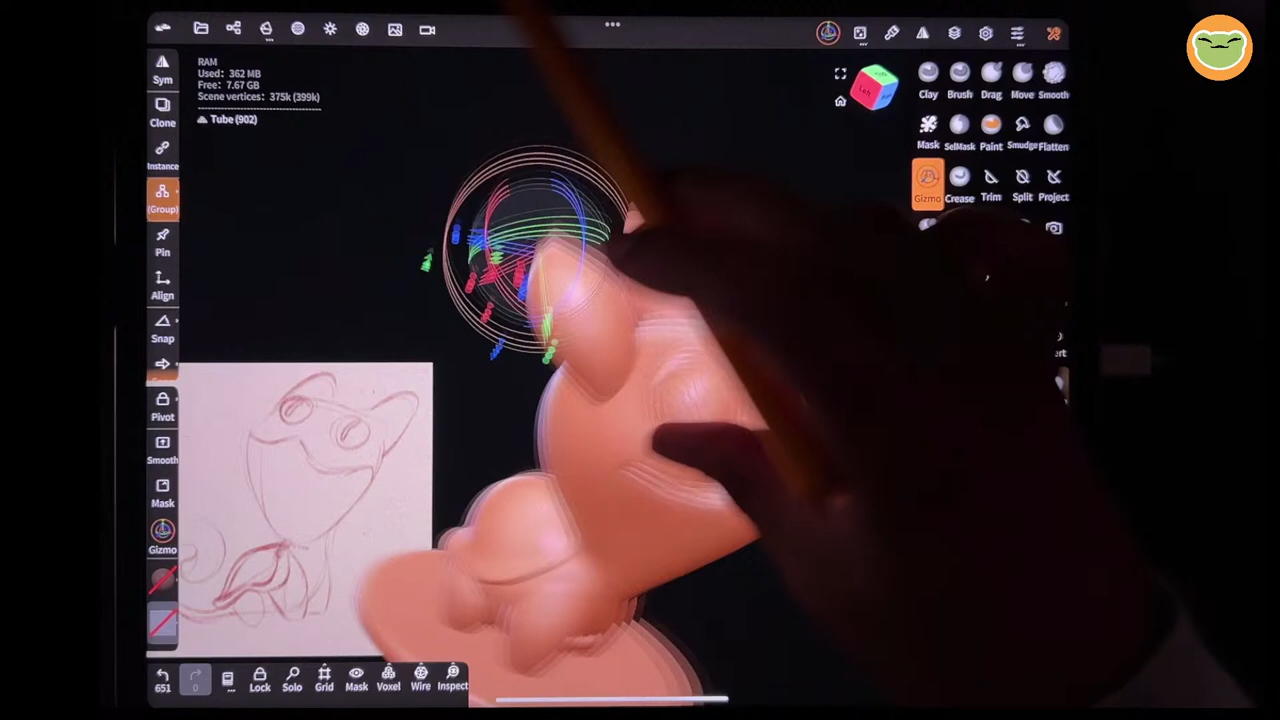 RAM
Used: 362 MB
Free: 7.67 GB
Scene vertices: 375k (399k)
Tube (902)
Sym
Clone
Instance
(Group)
Pin
Align
Snap
Pivot
Smooth
Mask
Gizmo
Left
Clay Brush Drag Move Smooth
Mask SelMask Paint Smudge Flatten
Gizmo Crease Trim Split Project
651 0 Lock Solo Grid Mask Voxel Wire Inspect